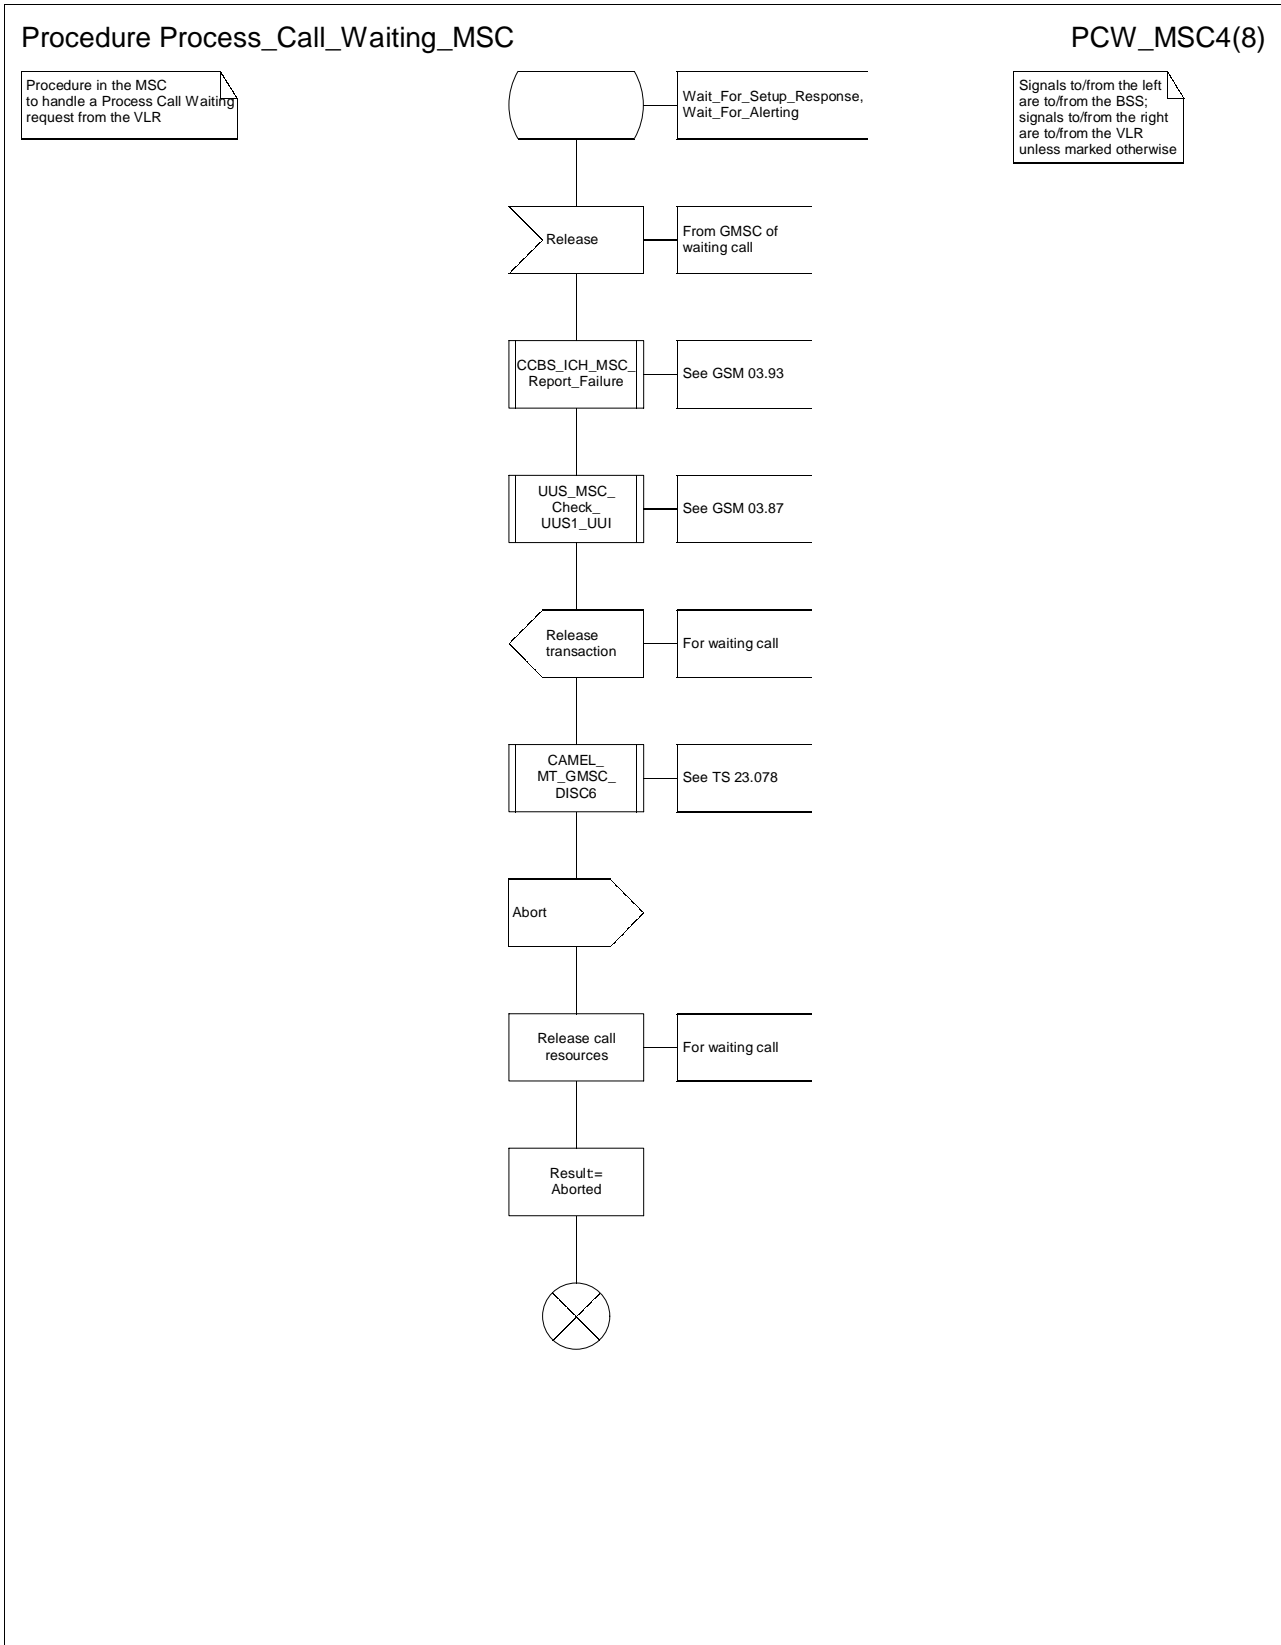 Procedure Process_Call_Waiting_MSC
PCW_MSC4(8)
Procedure in the MSC
to handle a Process Call Waiting
request from the VLR
Wait_For_Setup_Response,
Wait_For_Alerting
Signals to/from the left
are to/from the BSS;
signals to/from the right
are to/from the VLR
unless marked otherwise
Release
From GMSC of
waiting call
CCBS_ICH_MSC_
Report_Failure
See GSM 03.93
UUS_MSC_
Check_
UUS1_UUI
See GSM 03.87
Release
transaction
For waiting call
CAMEL_
MT_GMSC_
DISC6
See TS 23.078
Abort
Release call
resources
For waiting call
Result:=
Aborted